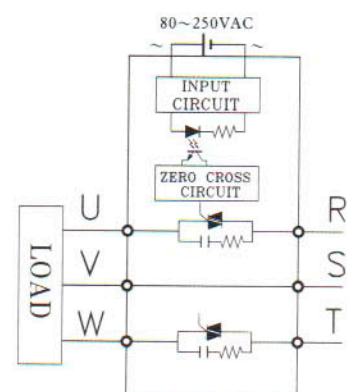 80~250VAC
~ ~
INPUT
CIRCUIT
ZERO CROSS
CIRCUIT
U R
V S
W T
LOAD